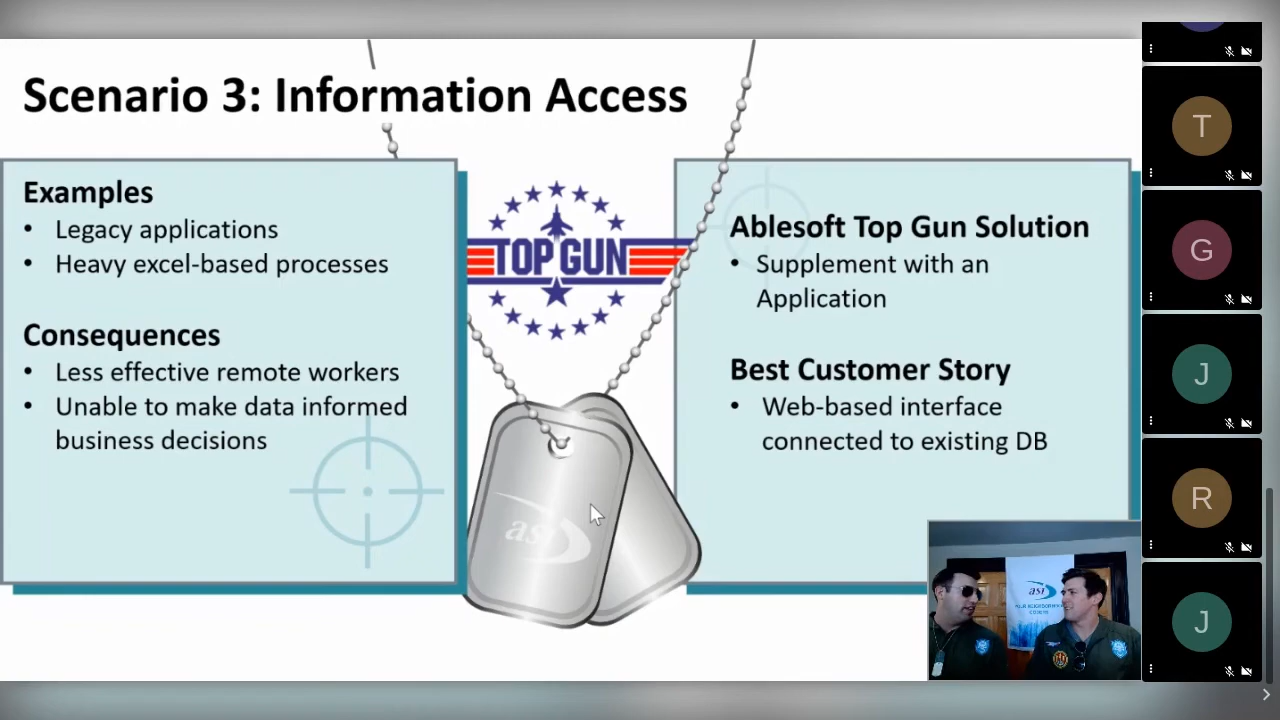 Scenario 3: Information Access
Examples
• Legacy applications
• Heavy excel-based processes
Consequences
• Less effective remote workers
• Unable to make data informed
business decisions
TOP GUN
asi
Ablesoft Top Gun Solution
• Supplement with an
Application
Best Customer Story
• Web-based interface
connected to existing DB
asi
T
G
J
R
J